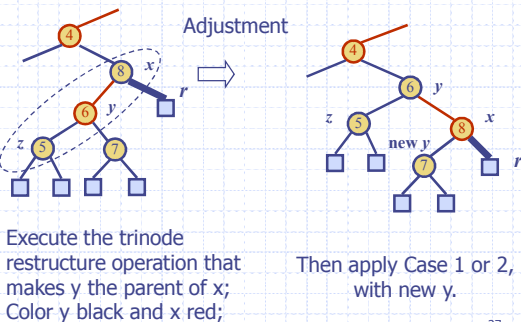 Adjustment
4
8
x
r
6
y
z
5
7
4
6
y
z
5
8
x
new y
7
r
Execute the trinode
restructure operation that
makes y the parent of x;
Color y black and x red;
Then apply Case 1 or 2,
with new y.